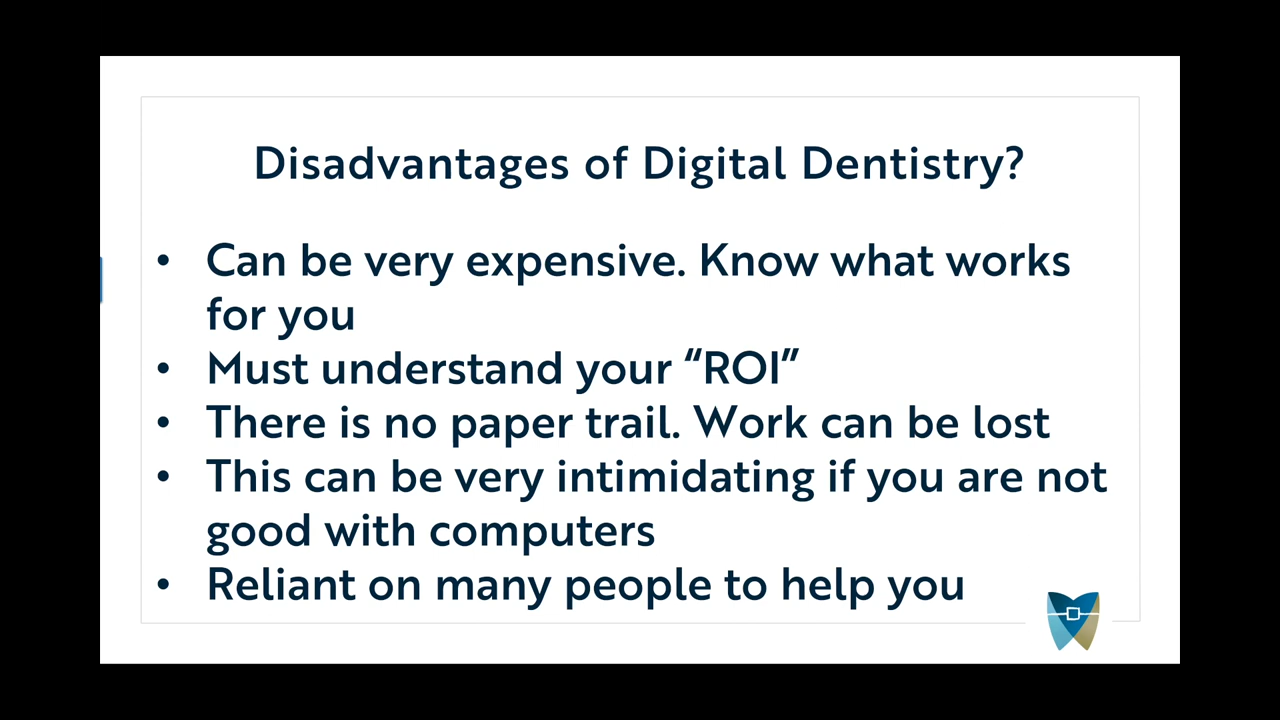 Disadvantages of Digital Dentistry?
• Can be very expensive. Know what works
for you
• Must understand your “ROI”
• There is no paper trail. Work can be lost
• This can be very intimidating if you are not
good with computers
• Reliant on many people to help you